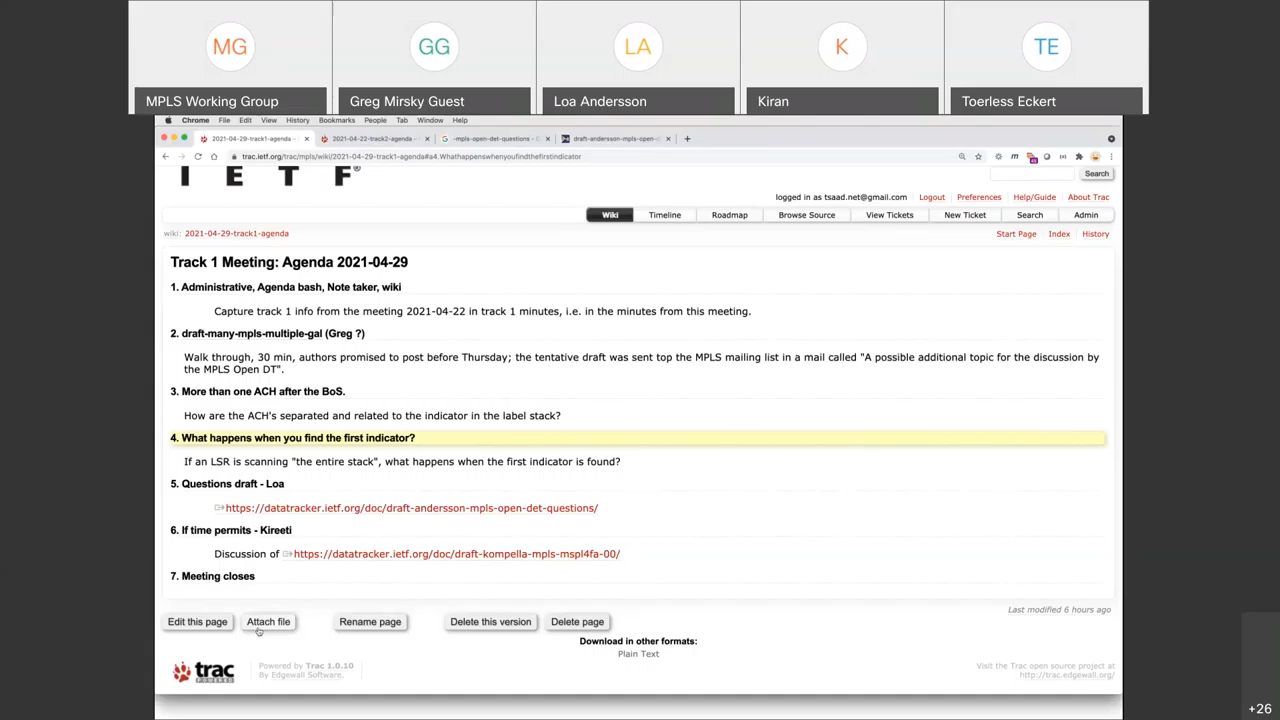 MG
GG
LA
K
TE
MPLS Working Group
Greg Mirsky Guest
Loa Andersson
Kiran
Toerless Eckert
Chrome File Edit View History Bookmarks People Tab Window Help
2021-04-29-track1-agenda - 2021-04-22-track2-agenda - -mpls-open-det-questions - G draft-andersson-mpls-open-d
trac.ietf.org/trac/mpls/wiki/2021-04-29-track1-agenda#a4.Whathappenswhenyoufindthefirstindicator
I E T F®
Search
logged in as tsaad.net@gmail.com Logout Preferences Help/Guide About Trac
Wiki Timeline Roadmap Browse Source View Tickets New Ticket Search Admin
wiki: 2021-04-29-track1-agenda
Start Page Index History
Track 1 Meeting: Agenda 2021-04-29
1. Administrative, Agenda bash, Note taker, wiki
Capture track 1 info from the meeting 2021-04-22 in track 1 minutes, i.e. in the minutes from this meeting.
2. draft-many-mpls-multiple-gal (Greg ?)
Walk through, 30 min, authors promised to post before Thursday; the tentative draft was sent top the MPLS mailing list in a mail called "A possible additional topic for the discussion by
the MPLS Open DT".
3. More than one ACH after the BoS.
How are the ACH's separated and related to the indicator in the label stack?
4. What happens when you find the first indicator?
If an LSR is scanning "the entire stack", what happens when the first indicator is found?
5. Questions draft - Loa
https://datatracker.ietf.org/doc/draft-andersson-mpls-open-det-questions/
6. If time permits - Kireeti
Discussion of https://datatracker.ietf.org/doc/draft-kompella-mpls-mspl4fa-00/
7. Meeting closes
Last modified 6 hours ago
Edit this page Attach file Rename page Delete this version Delete page
Download in other formats:
Plain Text
trac POWERED
Powered by Trac 1.0.10
By Edgewall Software.
Visit the Trac open source project at
http://trac.edgewall.org/
+26